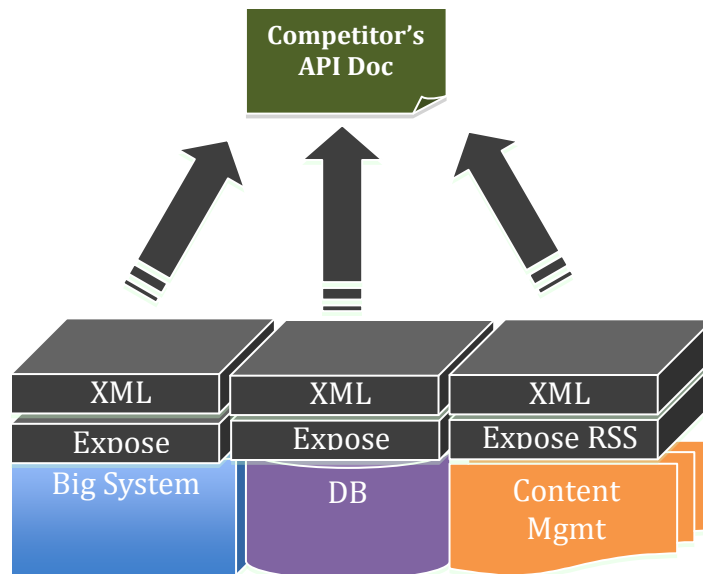 Competitor's
API Doc
XML
XML
XML
Expose
Expose
Expose RSS
Big System
DB
Content
Mgmt